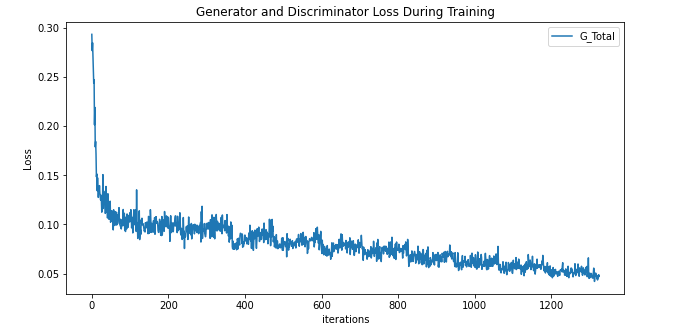 Generator and Discriminator Loss During Training
G_Total
0.30
0.25
0.20
0.15
0.10
0.05
Loss
0 200 400 600 800 1000 1200
iterations